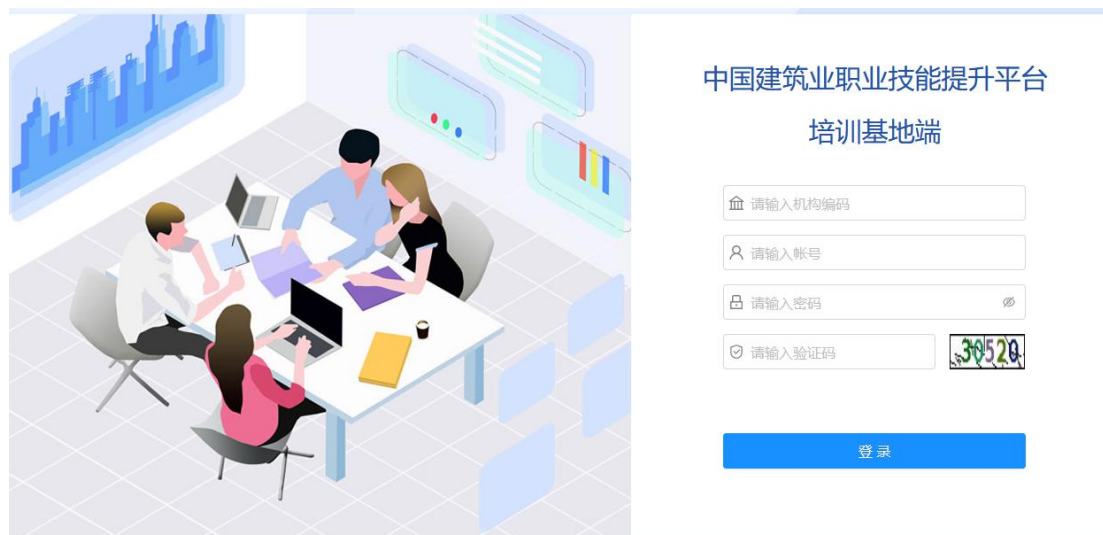 中国建筑业职业技能提升平台
培训基地端
请输入机构编码
请输入帐号
请输入密码
请输入验证码
30520
登录